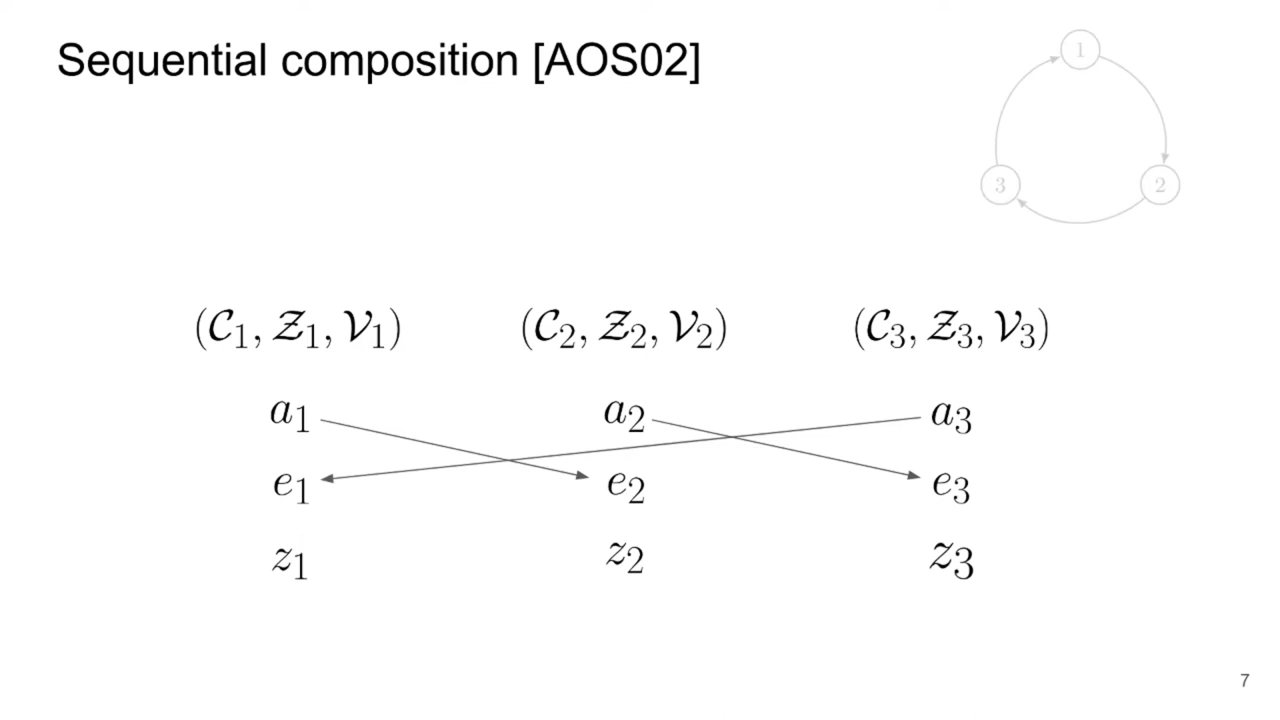 Sequential composition [AOS02]
1
3 2
(𝒞₁, 𝒵₁, 𝒱₁) (𝒞₂, 𝒵₂, 𝒱₂) (𝒞₃, 𝒵₃, 𝒱₃)
a₁ a₂ a₃
e₁ e₂ e₃
z₁ z₂ z₃
7